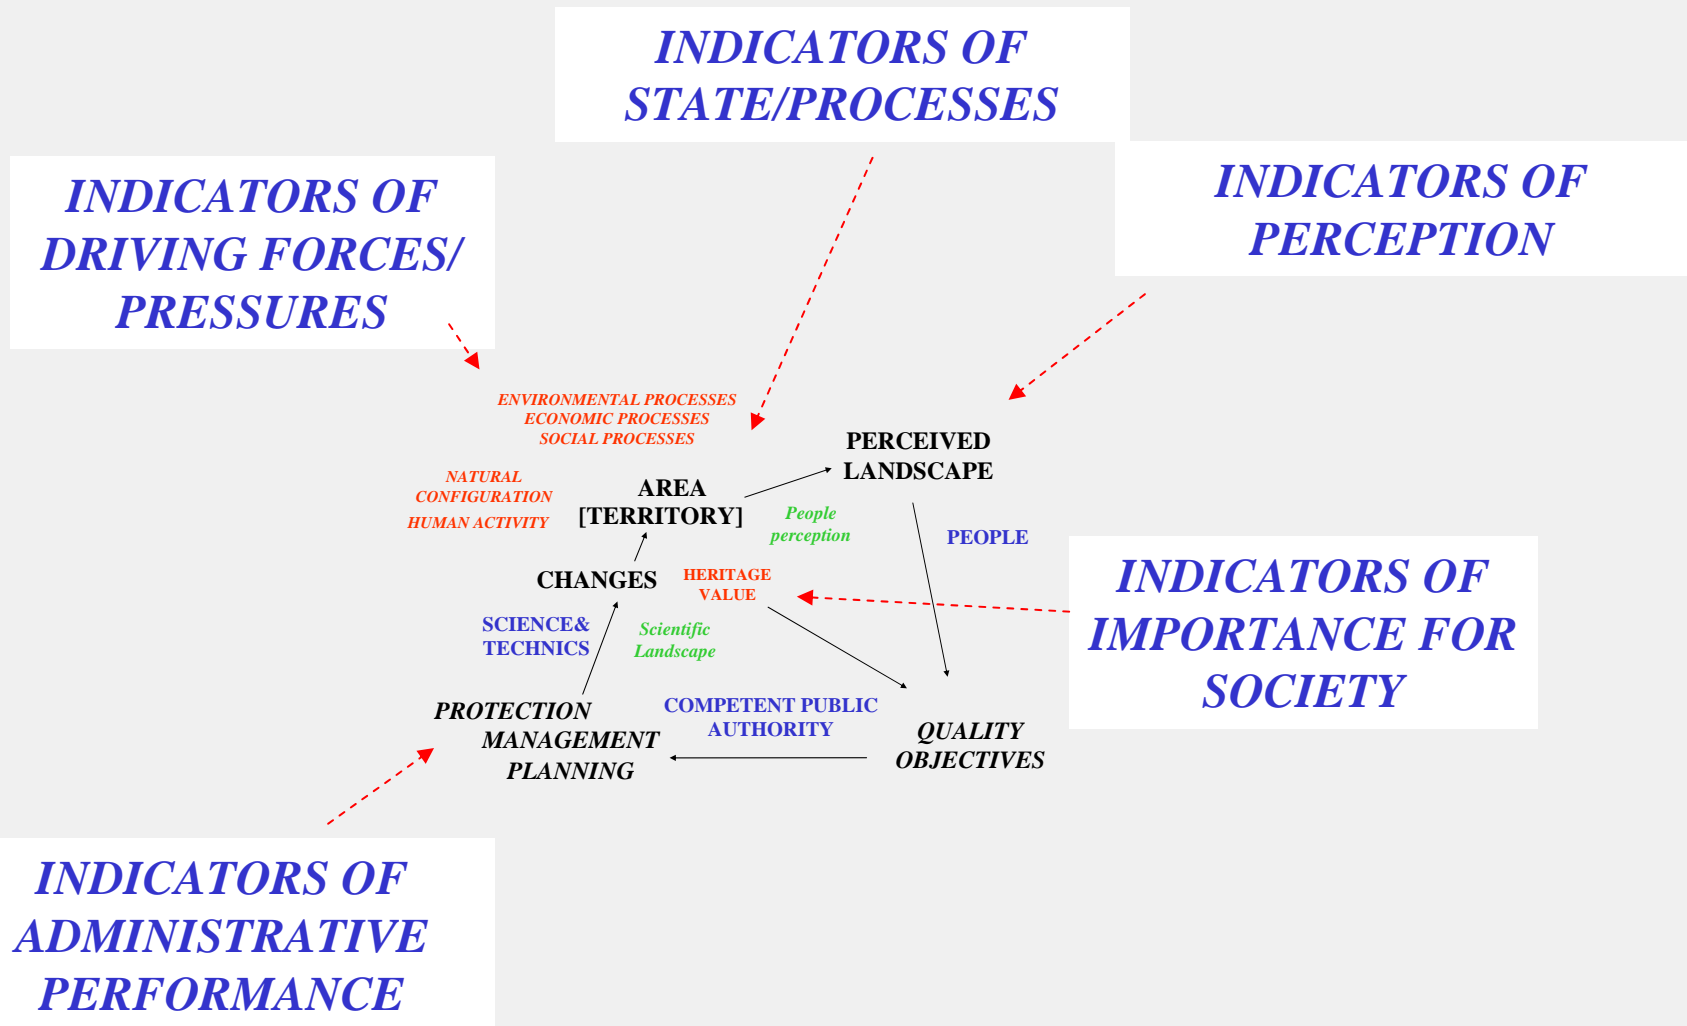 INDICATORS OF
STATE/PROCESSES
INDICATORS OF
PERCEPTION
INDICATORS OF
DRIVING FORCES/
PRESSURES
ENVIRONMENTAL PROCESSES
ECONOMIC PROCESSES
SOCIAL PROCESSES
PERCEIVED
LANDSCAPE
NATURAL
CONFIGURATION
HUMAN ACTIVITY
AREA
[TERRITORY]
People
perception
PEOPLE
CHANGES
HERITAGE
VALUE
INDICATORS OF
IMPORTANCE FOR
SOCIETY
SCIENCE&
TECHNICS
Scientific
Landscape
PROTECTION
MANAGEMENT
PLANNING
COMPETENT PUBLIC
AUTHORITY
QUALITY
OBJECTIVES
INDICATORS OF
ADMINISTRATIVE
PERFORMANCE